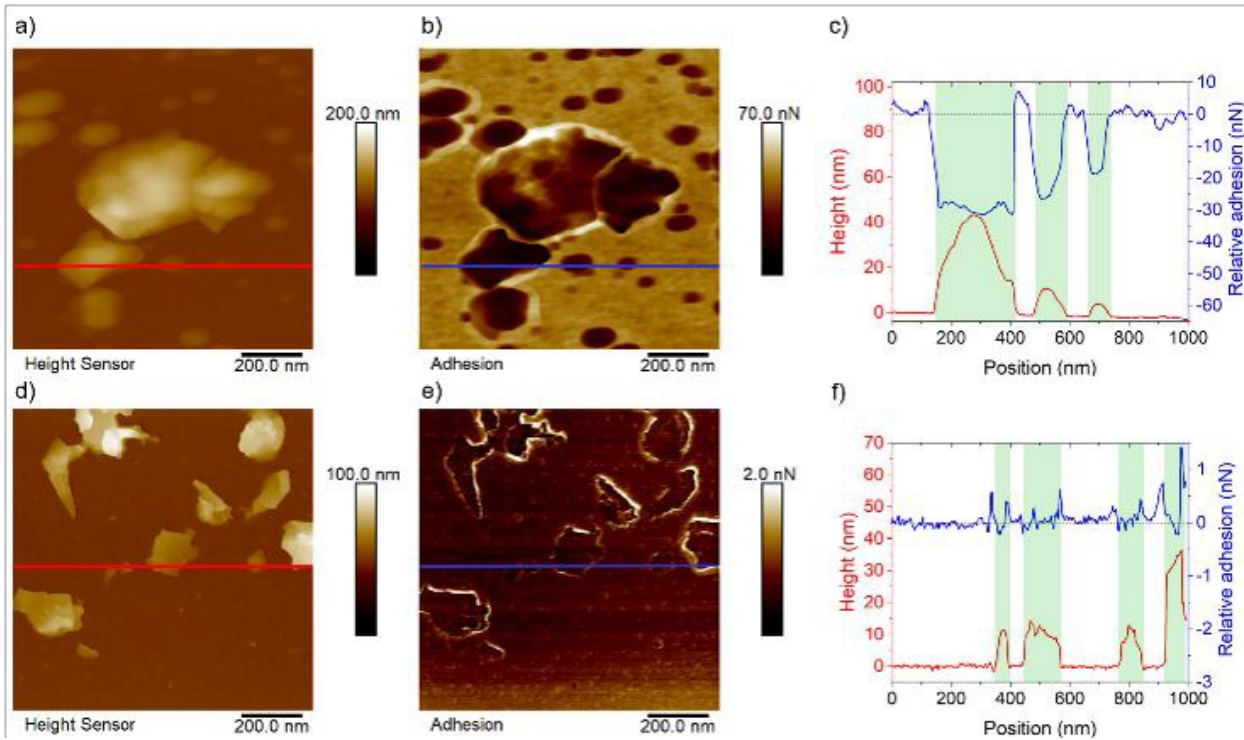 a)
b)
c)
200.0 nm
70.0 nN
Height Sensor
200.0 nm
Adhesion
200.0 nm
100
80
60
40
20
0
Height (nm)
10
0
-10
-20
-30
-40
-50
-60
Relative adhesion (nN)
0 200 400 600 800 1000
Position (nm)
d)
e)
f)
100.0 nm
2.0 nN
Height Sensor
200.0 nm
Adhesion
200.0 nm
70
60
50
40
30
20
10
0
Height (nm)
1
0
-1
-2
-3
Relative adhesion (nN)
0 200 400 600 800 1000
Position (nm)